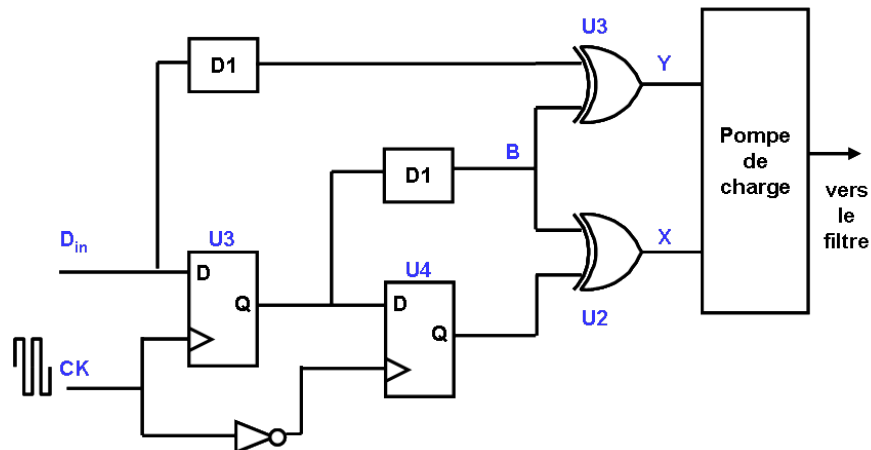 U3
D1
Y
Pompe
de
charge
B
D1
vers
le
filtre
Din
U3
D
Q
U4
D
Q
X
U2
CK